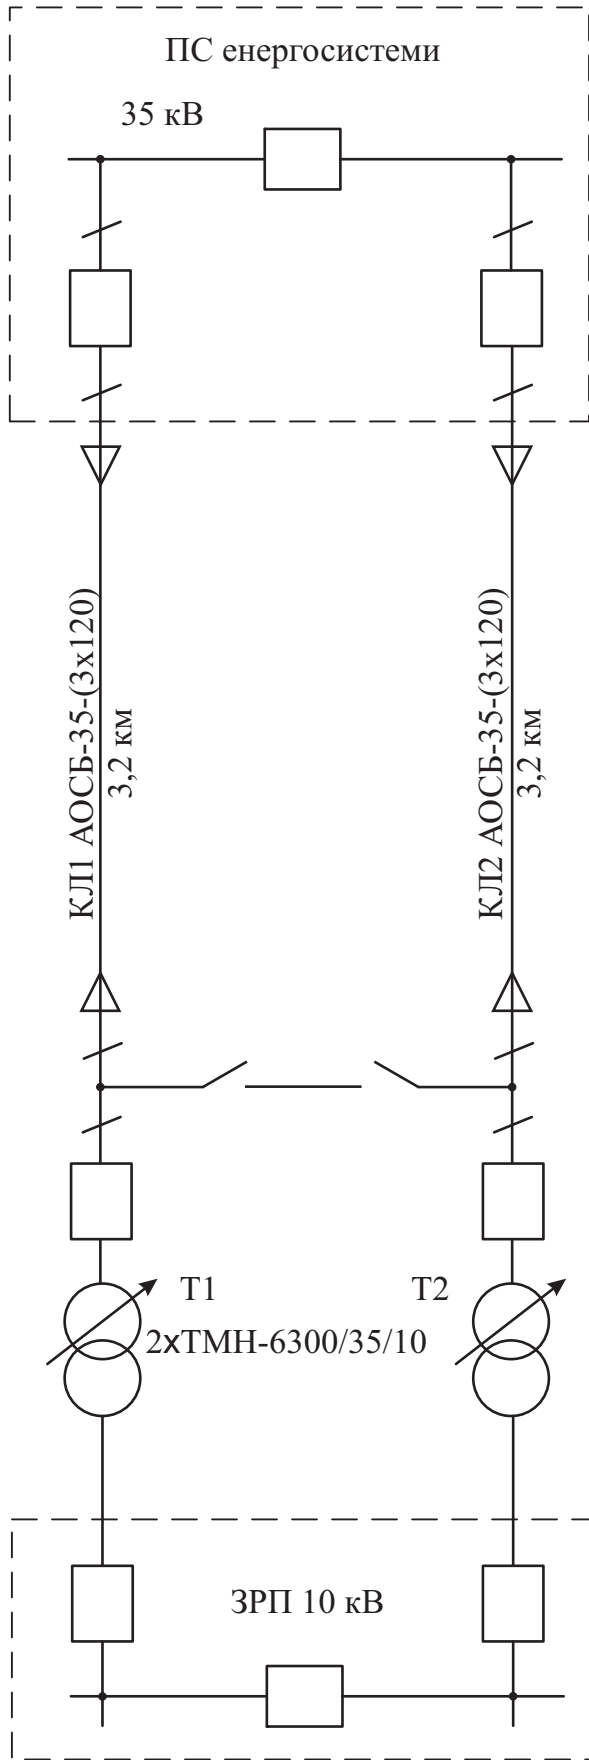 ПС енергосистеми
35 кВ
КЛ1 АОСБ-35-(3х120)
3,2 км
КЛ2 АОСБ-35-(3х120)
3,2 км
Т1
Т2
2хТМН-6300/35/10
ЗРП 10 кВ